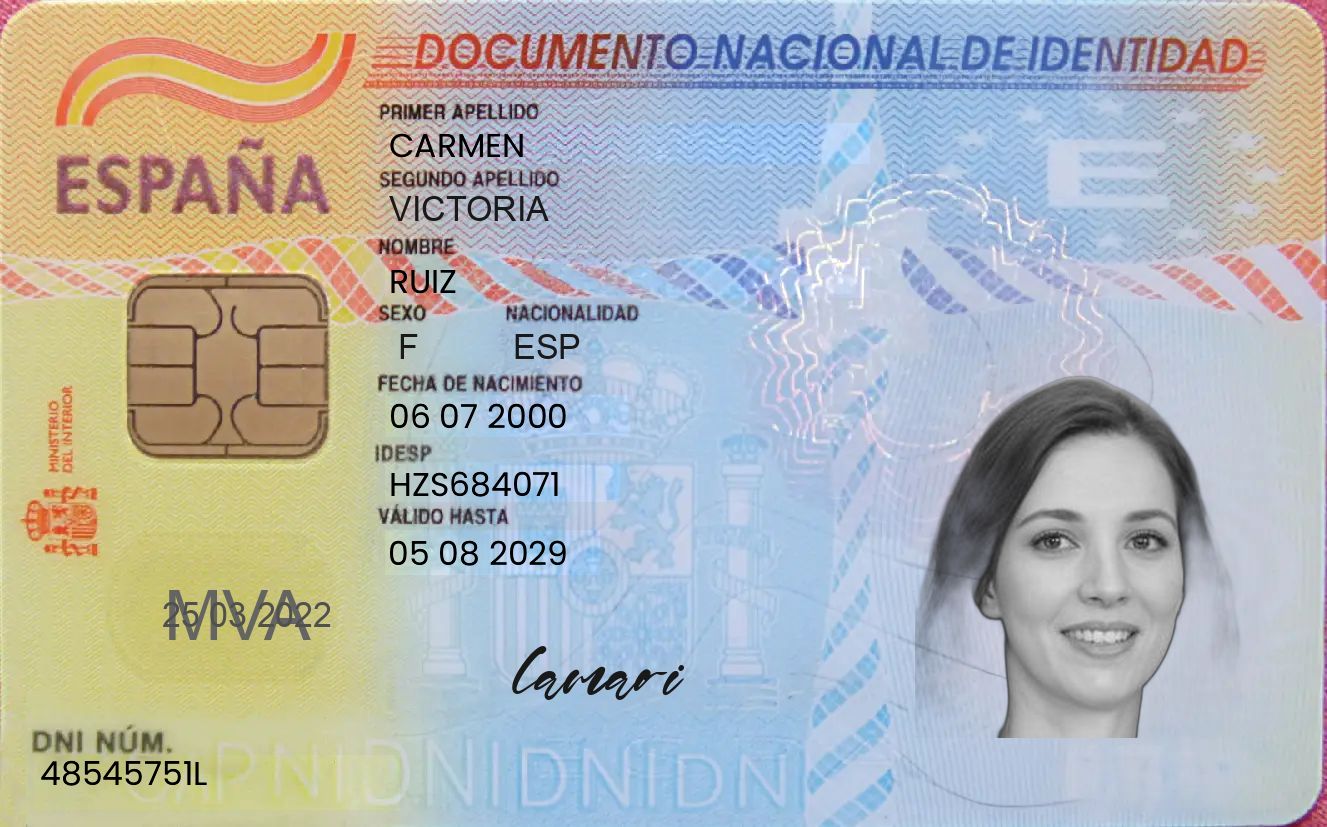 DOCUMENTO NACIONAL DE IDENTIDAD
ESPAÑA
PRIMER APELLIDO
CARMEN
SEGUNDO APELLIDO
VICTORIA
NOMBRE
RUIZ
SEXO NACIONALIDAD
F ESP
FECHA DE NACIMIENTO
06 07 2000
IDESP
HZS684071
VÁLIDO HASTA
05 08 2029
MINISTERIO
DEL INTERIOR
E
MVA
25 03 2022
Camari
DNI NÚM.
48545751L
DNIDNIDNIDN